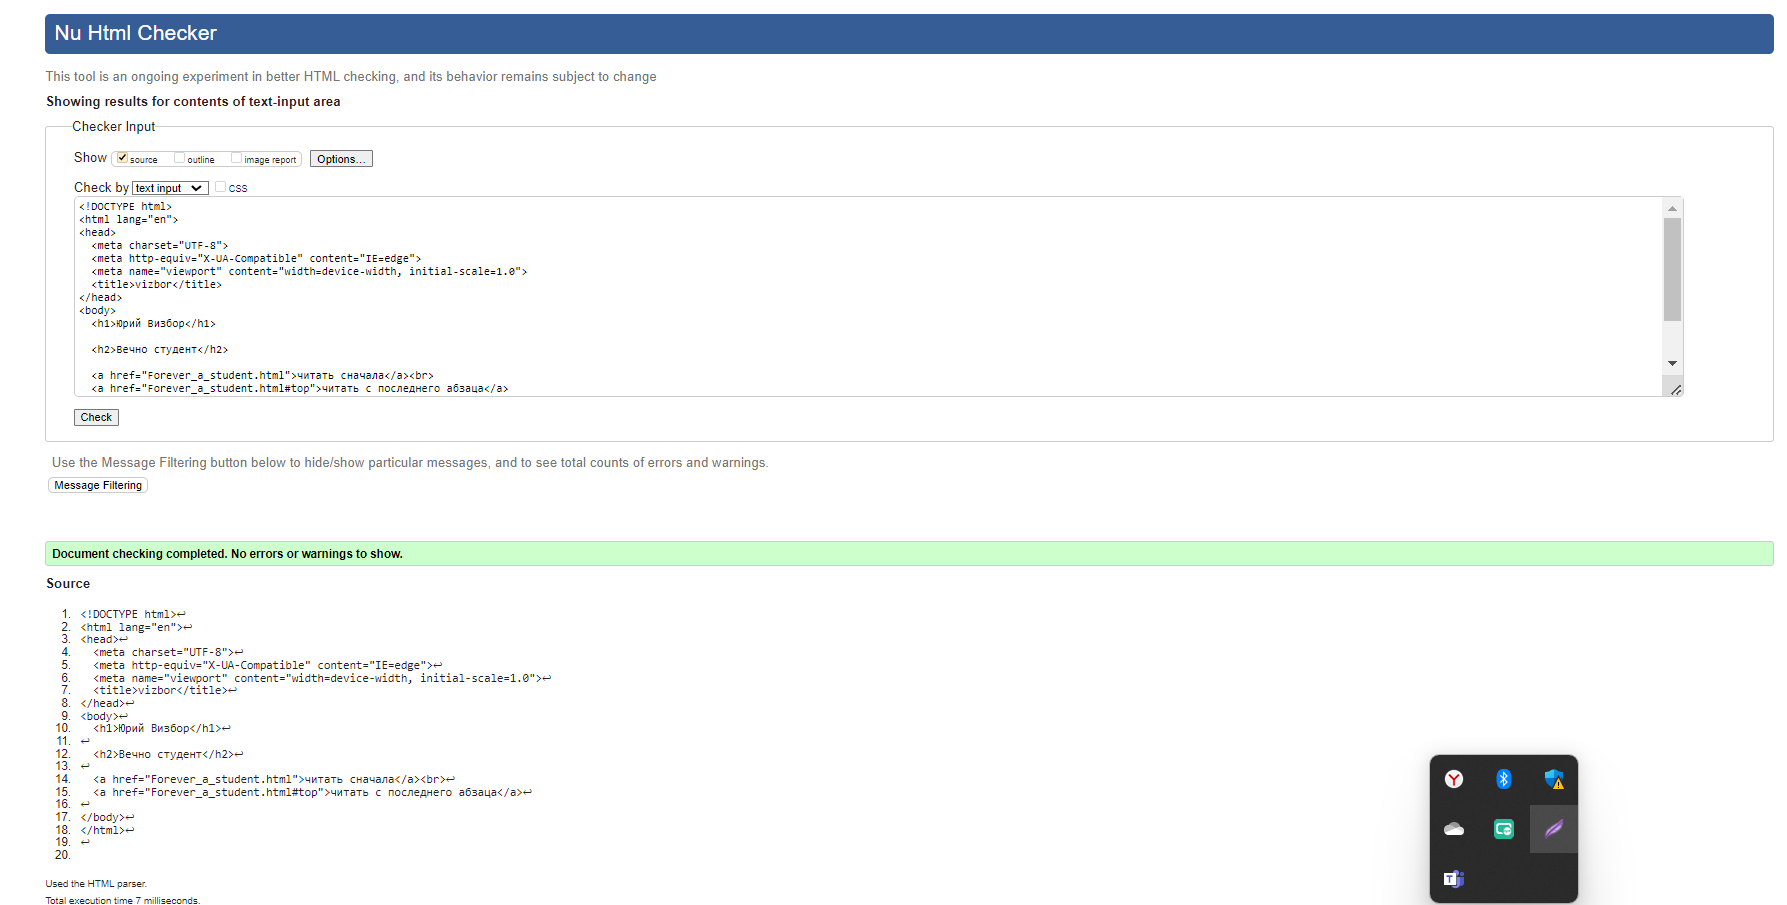 Nu Html Checker
This tool is an ongoing experiment in better HTML checking, and its behavior remains subject to change
Showing results for contents of text-input area
Checker Input
Show source outline image report Options...
Check by text input CSS
<!DOCTYPE html>
<html lang="en">
<head>
  <meta charset="UTF-8">
  <meta http-equiv="X-UA-Compatible" content="IE=edge">
  <meta name="viewport" content="width=device-width, initial-scale=1.0">
  <title>vizbor</title>
</head>
<body>
  <h1>Юрий Визбор</h1>
  <h2>Вечно студент</h2>
  <a href="Forever_a_student.html">читать сначала</a><br>
  <a href="Forever_a_student.html#top">читать с последнего абзаца</a>
Check
Use the Message Filtering button below to hide/show particular messages, and to see total counts of errors and warnings.
Message Filtering
Document checking completed. No errors or warnings to show.
Source
1. <!DOCTYPE html>↩
2. <html lang="en">↩
3. <head>↩
4.   <meta charset="UTF-8">↩
5.   <meta http-equiv="X-UA-Compatible" content="IE=edge">↩
6.   <meta name="viewport" content="width=device-width, initial-scale=1.0">↩
7.   <title>vizbor</title>↩
8. </head>↩
9. <body>↩
10.   <h1>Юрий Визбор</h1>↩
11. ↩
12.   <h2>Вечно студент</h2>↩
13. ↩
14.   <a href="Forever_a_student.html">читать сначала</a><br>↩
15.   <a href="Forever_a_student.html#top">читать с последнего абзаца</a>↩
16. ↩
17. </body>↩
18. </html>↩
19. ↩
20.
Used the HTML parser.
Total execution time 7 milliseconds.